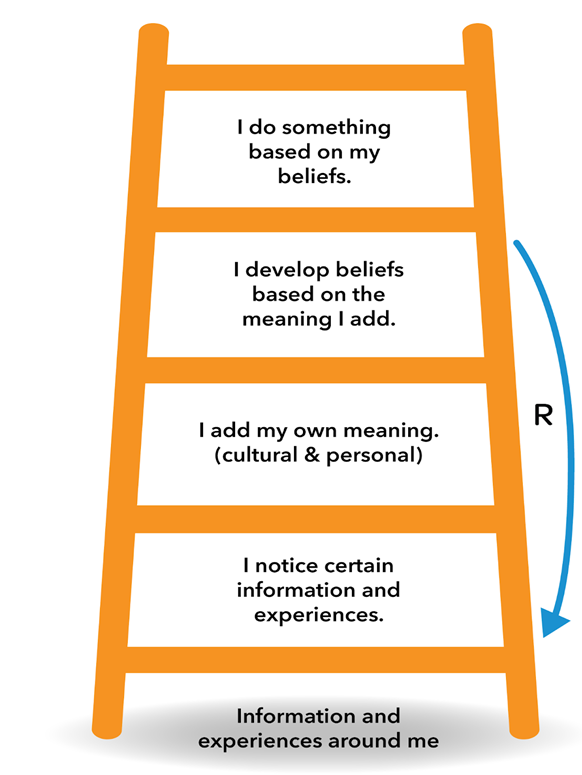 I do something
based on my
beliefs.
I develop beliefs
based on the
meaning I add.
R
I add my own meaning.
(cultural & personal)
I notice certain
information and
experiences.
Information and
experiences around me